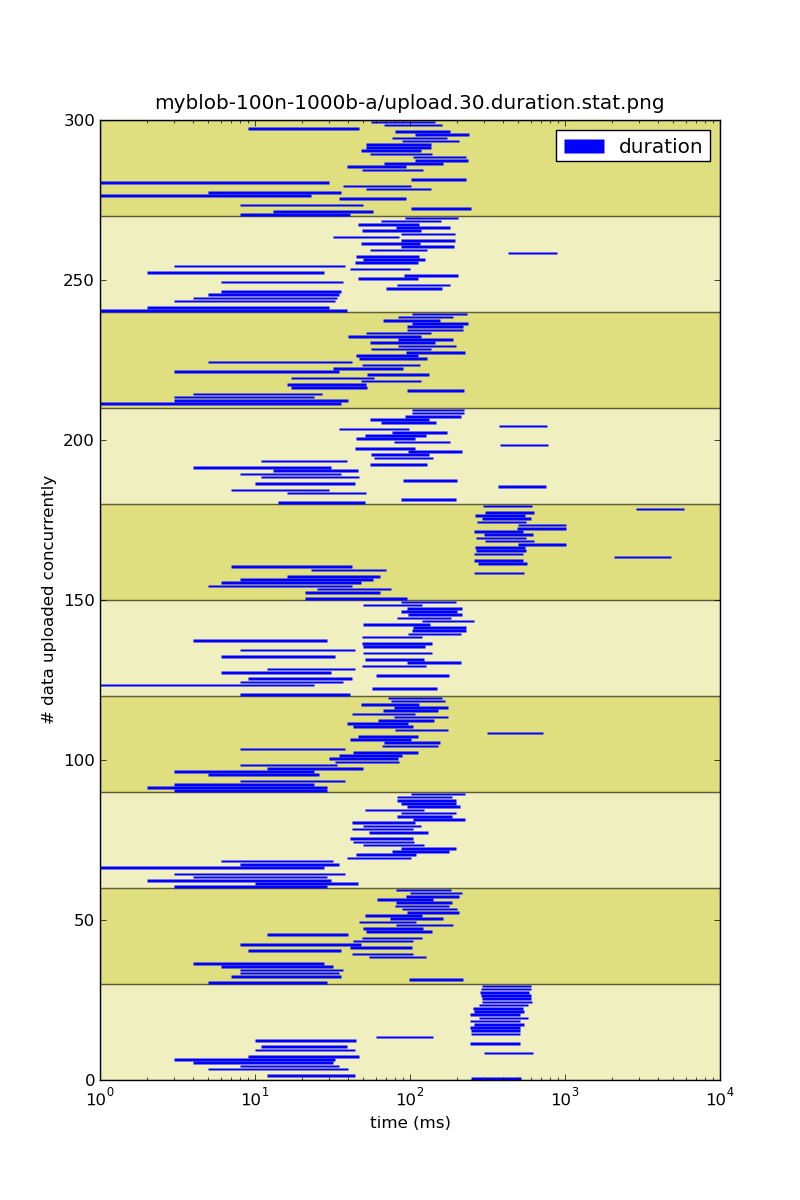 myblob-100n-1000b-a/upload.30.duration.stat.png
duration
300
250
200
150
100
50
0
# data uploaded concurrently
10^0 10^1 10^2 10^3 10^4
time (ms)